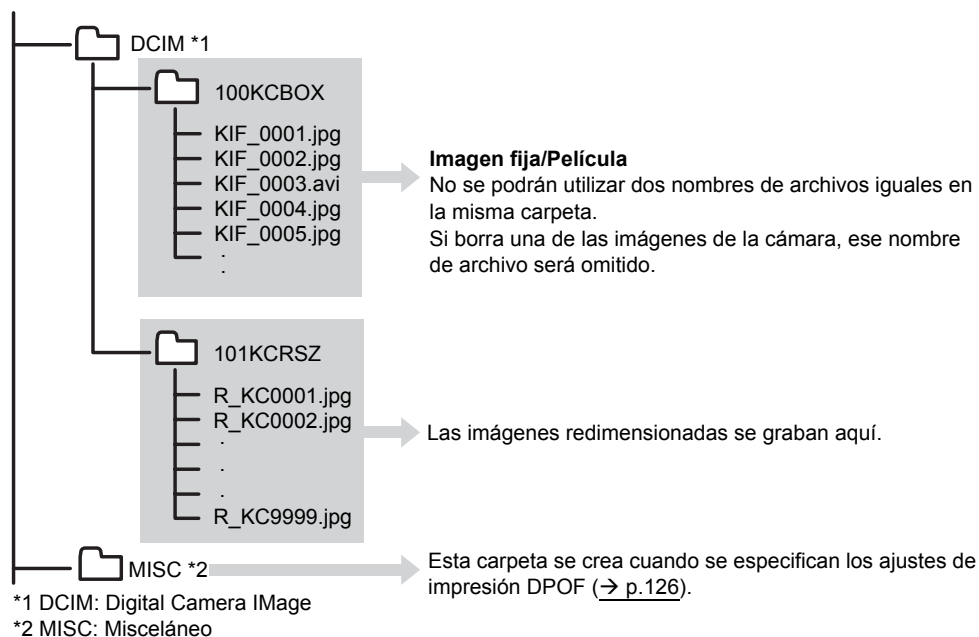 DCIM *1
100KCBOX
KIF_0001.jpg
KIF_0002.jpg
KIF_0003.avi
KIF_0004.jpg
KIF_0005.jpg
:
Imagen fija/Película
No se podrán utilizar dos nombres de archivos iguales en
la misma carpeta.
Si borra una de las imágenes de la cámara, ese nombre
de archivo será omitido.
101KCRSZ
R_KC0001.jpg
R_KC0002.jpg
.
.
.
R_KC9999.jpg
Las imágenes redimensionadas se graban aquí.
MISC *2
Esta carpeta se crea cuando se especifican los ajustes de
impresión DPOF (→ p.126).
*1 DCIM: Digital Camera IMage
*2 MISC: Misceláneo